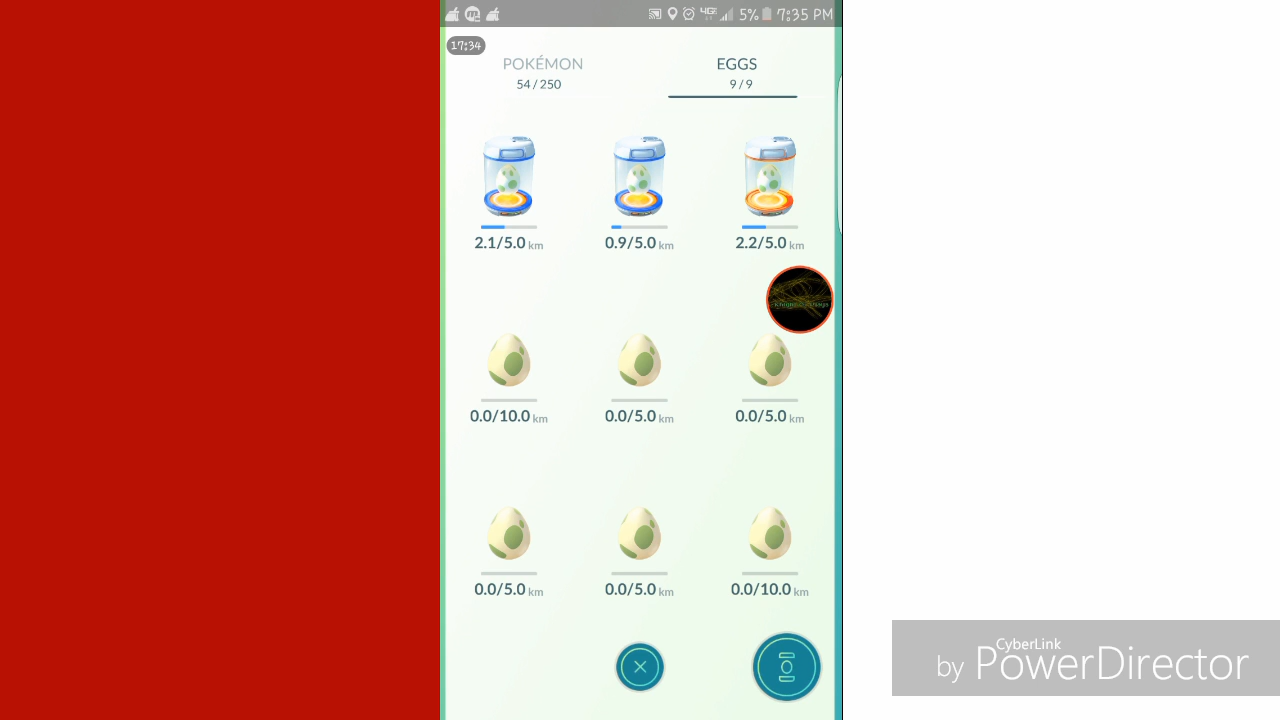 5% 7:35 PM
17:34
POKÉMON EGGS
54/250 9/9
2.1/5.0 km 0.9/5.0 km 2.2/5.0 km
0.0/10.0 km 0.0/5.0 km 0.0/5.0 km
0.0/5.0 km 0.0/5.0 km 0.0/10.0 km
CyberLink
by PowerDirector